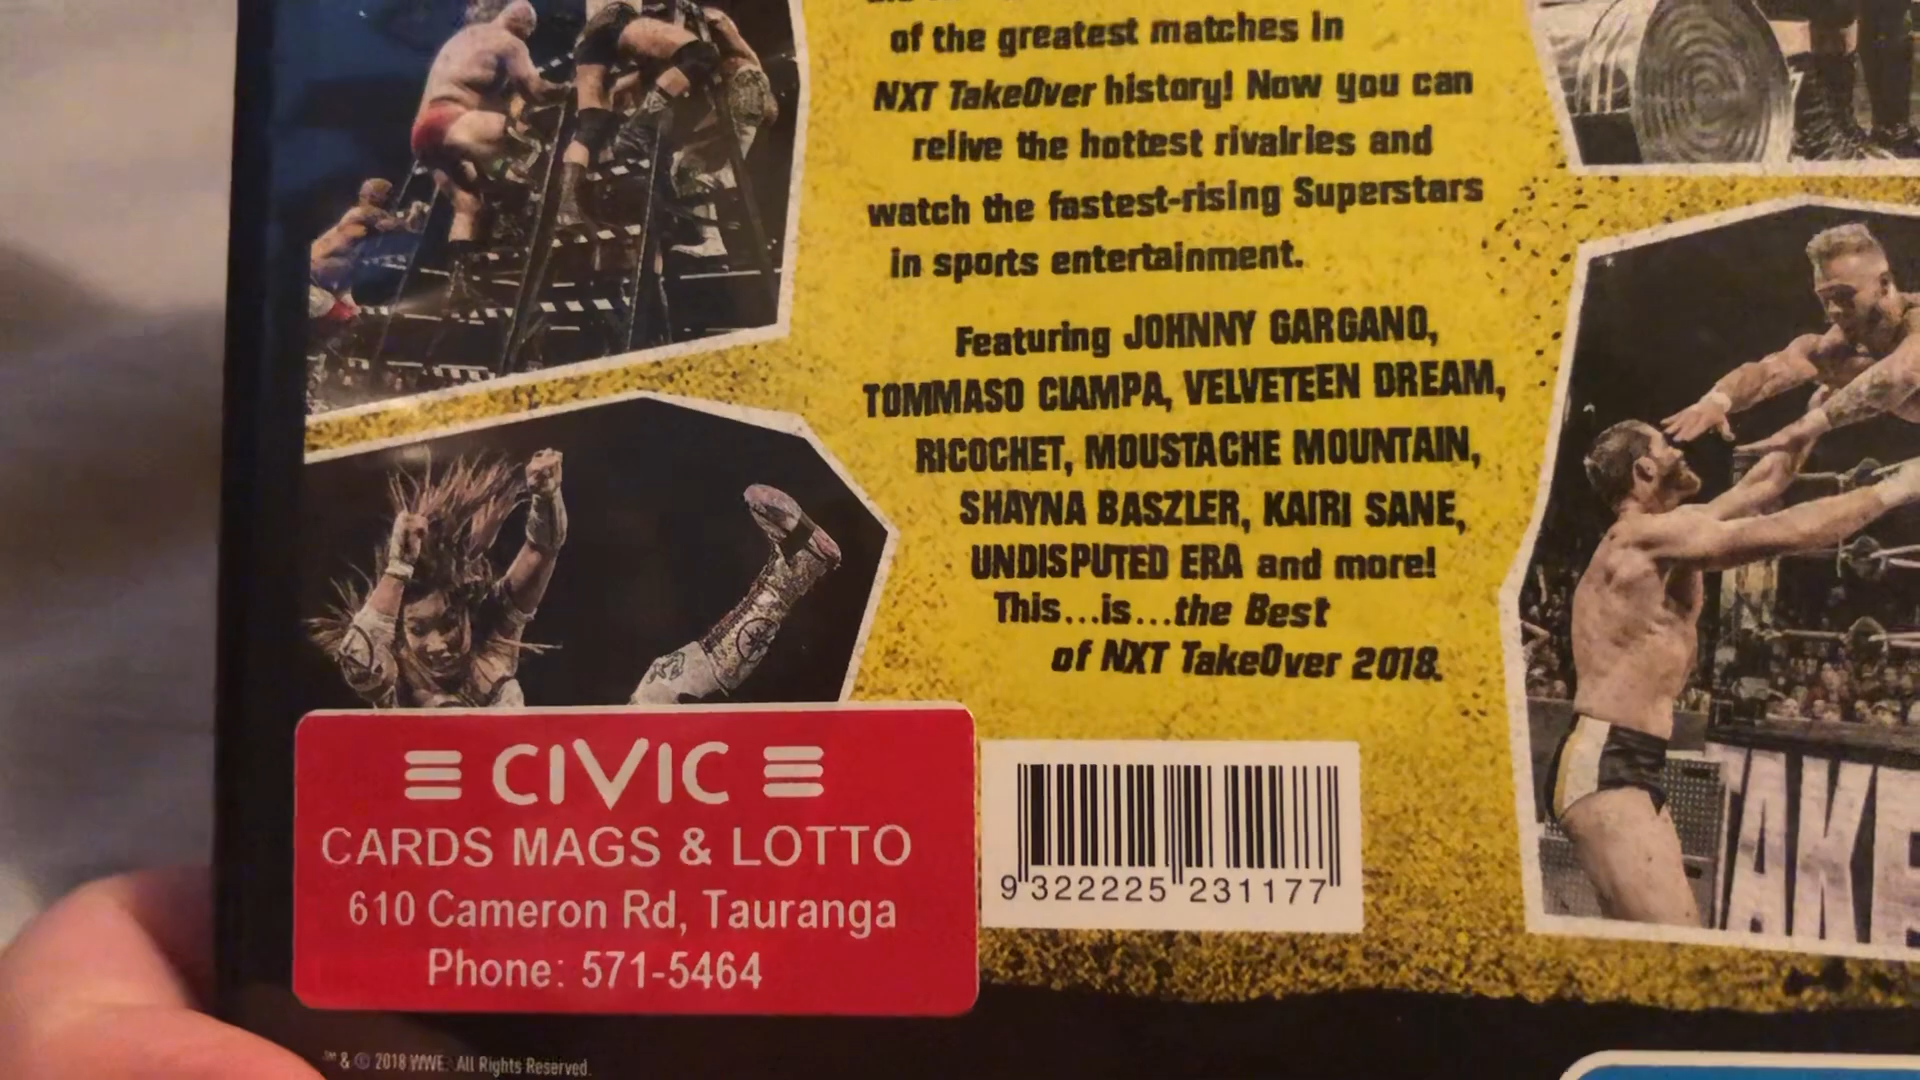 of the greatest matches in
NXT TakeOver history! Now you can
relive the hottest rivalries and
watch the fastest-rising Superstars
in sports entertainment.
Featuring JOHNNY GARGANO,
TOMMASO CIAMPA, VELVETEEN DREAM,
RICOCHET, MOUSTACHE MOUNTAIN,
SHAYNA BASZLER, KAIRI SANE,
UNDISPUTED ERA and more!
This...is...the Best
of NXT TakeOver 2018.
CIVIC
CARDS MAGS & LOTTO
610 Cameron Rd, Tauranga
Phone: 571-5464
9 322225 231177
AKE
™ & © 2018 WWE. All Rights Reserved.